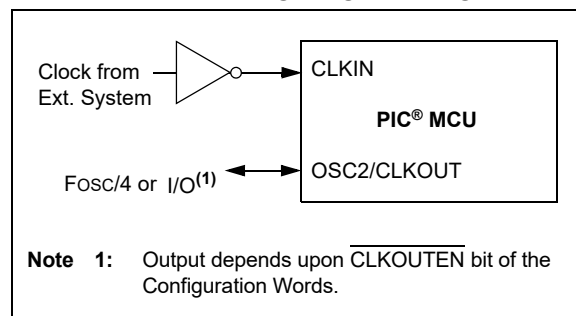 Clock from
Ext. System
CLKIN
PIC® MCU
FOSC/4 or I/O(1)
OSC2/CLKOUT
Note 1: Output depends upon CLKOUTEN bit of the
Configuration Words.